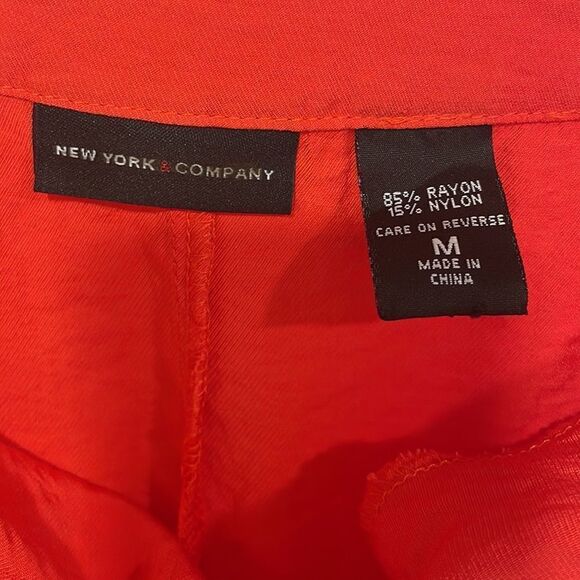 NEW YORK & COMPANY
85% RAYON
15% NYLON
CARE ON REVERSE
M
MADE IN
CHINA